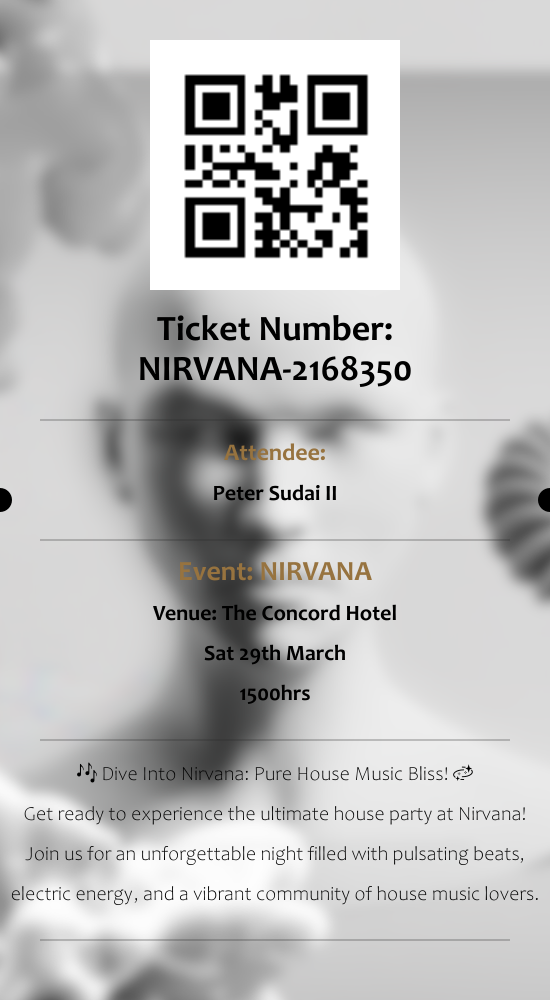 Ticket Number:
NIRVANA-2168350
Attendee:
Peter Sudai II
Event: NIRVANA
Venue: The Concord Hotel
Sat 29th March
1500hrs
🎶 Dive Into Nirvana: Pure House Music Bliss! 💫
Get ready to experience the ultimate house party at Nirvana!
Join us for an unforgettable night filled with pulsating beats,
electric energy, and a vibrant community of house music lovers.